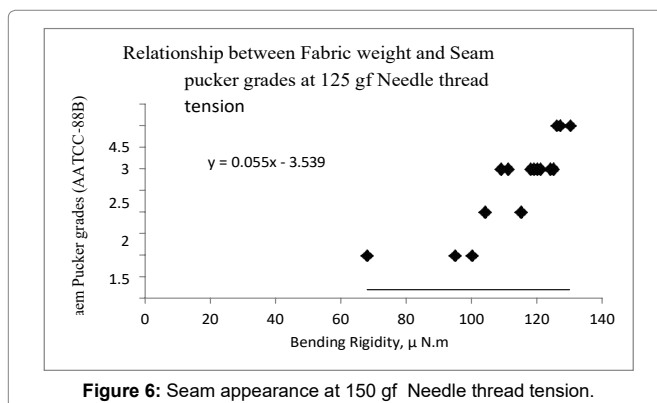 Relationship between Fabric weight and Seam
pucker grades at 125 gf Needle thread
tension
aem Pucker grades (AATCC-88B)
4.5
3
2.5
2
1.5
y = 0.055x - 3.539
0 20 40 60 80 100 120 140
Bending Rigidity, µ N.m
Figure 6: Seam appearance at 150 gf Needle thread tension.